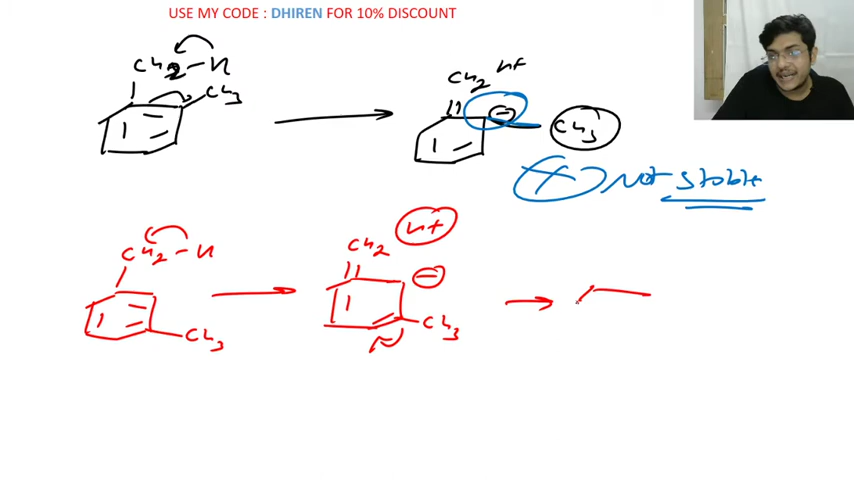 USE MY CODE : DHIREN FOR 10% DISCOUNT
CH2-H
CH3
CH2 H+
CH3
Not stable
CH2-H
CH3
CH2 H+
CH3